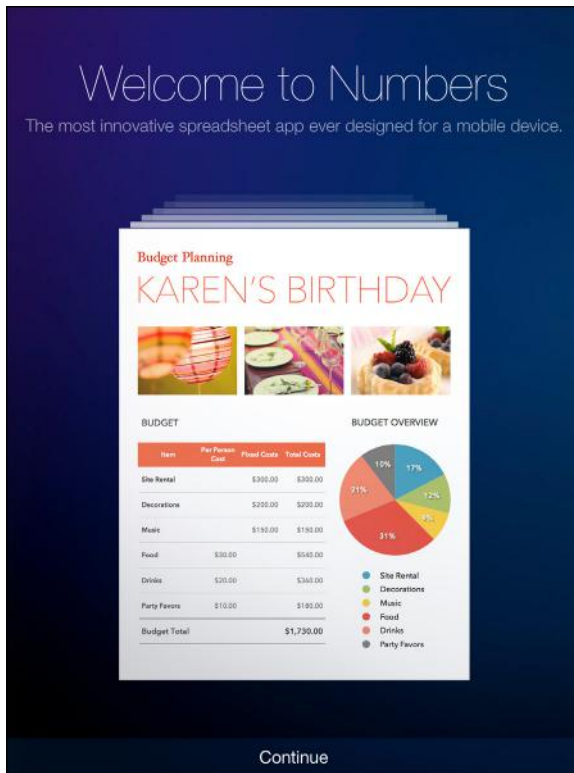 Welcome to Numbers
The most innovative spreadsheet app ever designed for a mobile device.
Budget Planning
KAREN'S BIRTHDAY
BUDGET
Item Per Person Cost Fixed Costs Total Costs
Site Rental $300.00 $300.00
Decorations $200.00 $200.00
Music $150.00 $150.00
Food $30.00 $540.00
Drinks $20.00 $360.00
Party Favors $10.00 $180.00
Budget Total $1,730.00
BUDGET OVERVIEW
10%
17%
21%
12%
9%
31%
Site Rental
Decorations
Music
Food
Drinks
Party Favors
Continue